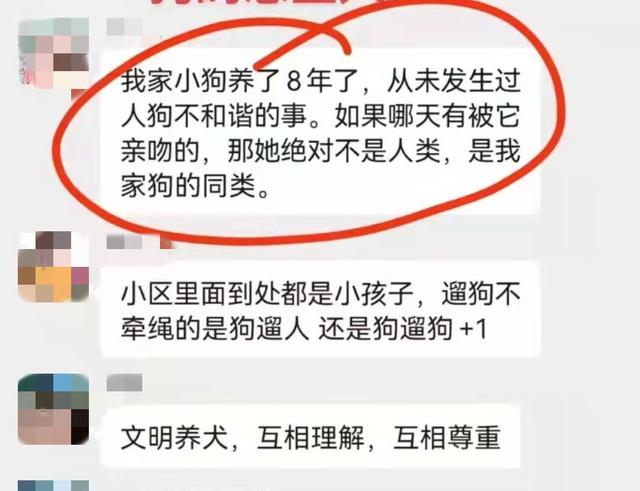 我家小狗养了8年了，从未发生过
人狗不和谐的事。如果哪天有被它
亲吻的，那她绝对不是人类，是我
家狗的同类。
小区里面到处都是小孩子，遛狗不
牵绳的是狗遛人 还是狗遛狗+1
文明养犬，互相理解，互相尊重